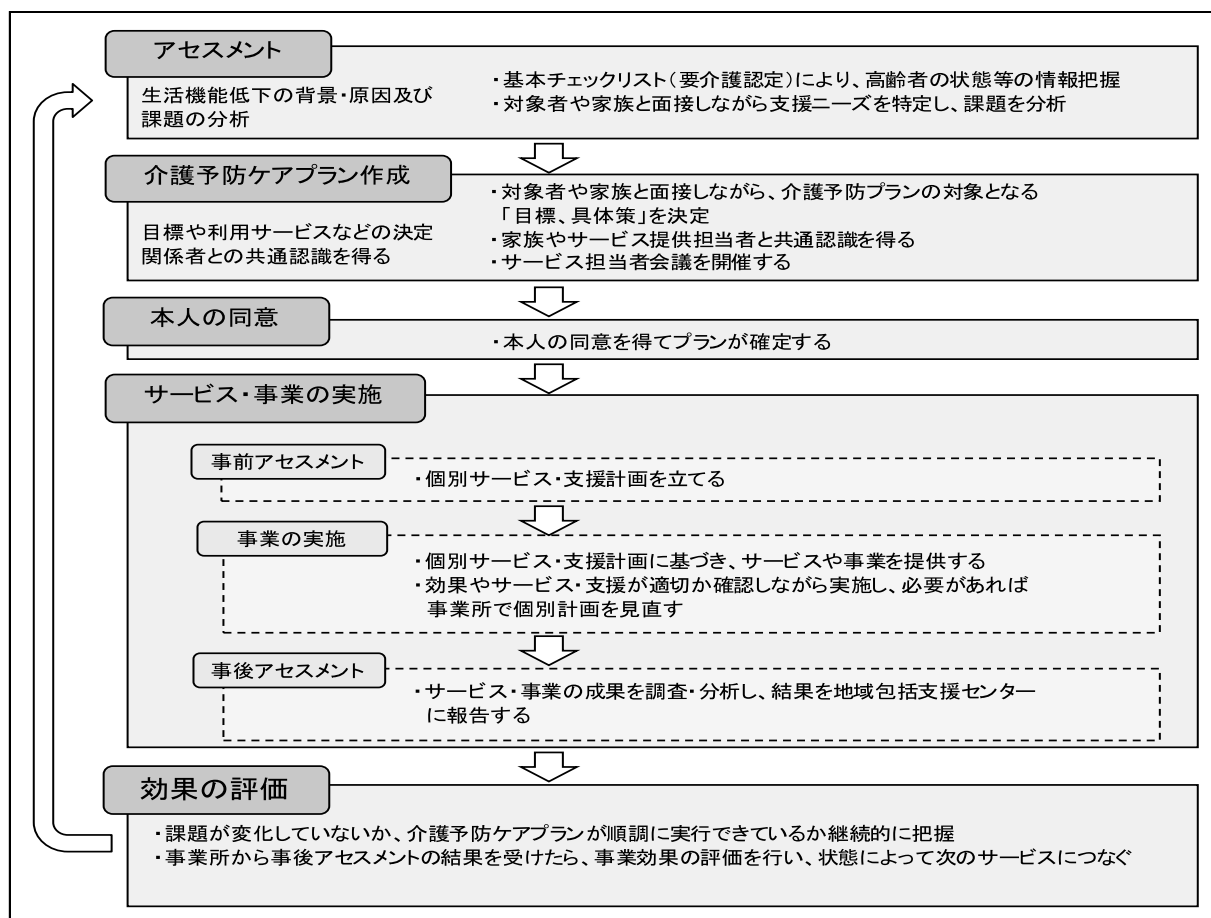 アセスメント
生活機能低下の背景・原因及び
課題の分析
・基本チェックリスト(要介護認定)により、高齢者の状態等の情報把握
・対象者や家族と面接しながら支援ニーズを特定し、課題を分析
介護予防ケアプラン作成
目標や利用サービスなどの決定
関係者との共通認識を得る
・対象者や家族と面接しながら、介護予防プランの対象となる
「目標、具体策」を決定
・家族やサービス提供担当者と共通認識を得る
・サービス担当者会議を開催する
本人の同意
・本人の同意を得てプランが確定する
サービス・事業の実施
事前アセスメント
・個別サービス・支援計画を立てる
事業の実施
・個別サービス・支援計画に基づき、サービスや事業を提供する
・効果やサービス・支援が適切か確認しながら実施し、必要があれば
事業所で個別計画を見直す
事後アセスメント
・サービス・事業の成果を調査・分析し、結果を地域包括支援センター
に報告する
効果の評価
・課題が変化していないか、介護予防ケアプランが順調に実行できているか継続的に把握
・事業所から事後アセスメントの結果を受けたら、事業効果の評価を行い、状態によって次のサービスにつなぐ